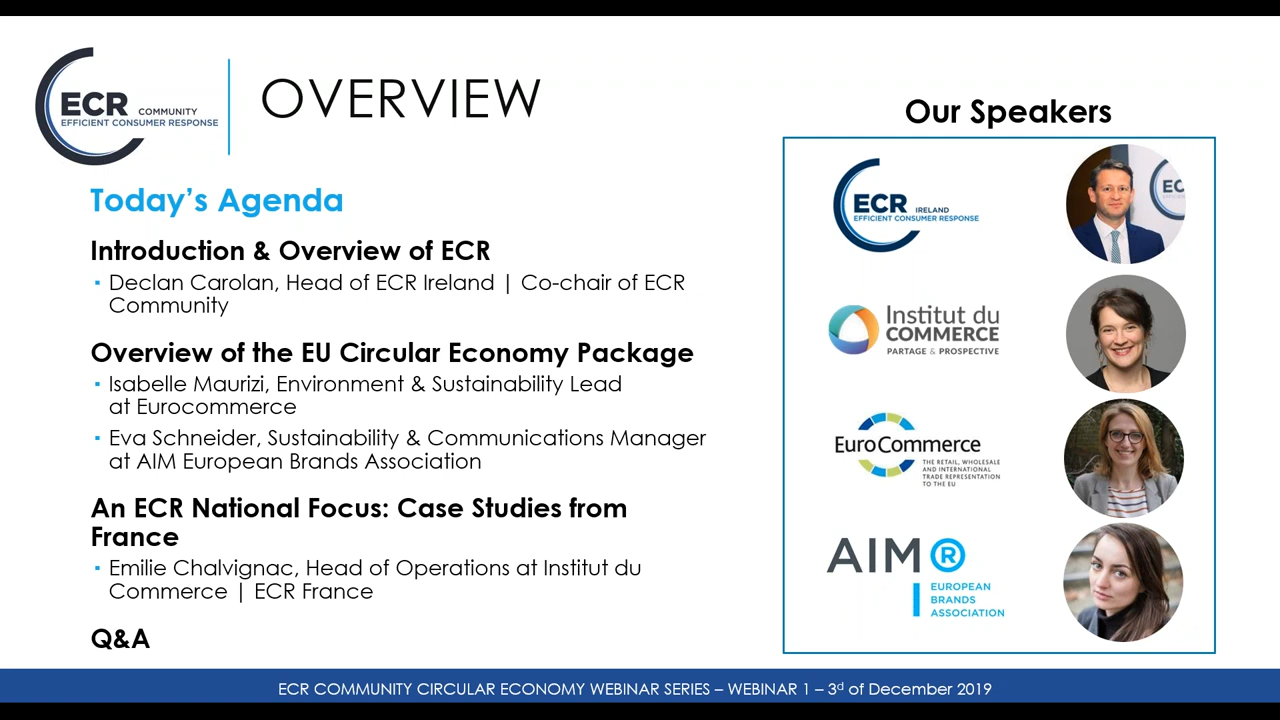 ECR COMMUNITY
EFFICIENT CONSUMER RESPONSE
OVERVIEW
Today's Agenda
Introduction & Overview of ECR
▪ Declan Carolan, Head of ECR Ireland | Co-chair of ECR
Community
Overview of the EU Circular Economy Package
▪ Isabelle Maurizi, Environment & Sustainability Lead
at Eurocommerce
▪ Eva Schneider, Sustainability & Communications Manager
at AIM European Brands Association
An ECR National Focus: Case Studies from
France
▪ Emilie Chalvignac, Head of Operations at Institut du
Commerce | ECR France
Q&A
Our Speakers
ECR IRELAND
EFFICIENT CONSUMER RESPONSE
EC
Institut du
COMMERCE
PARTAGE & PROSPECTIVE
EuroCommerce
THE RETAIL, WHOLESALE
AND INTERNATIONAL
TRADE REPRESENTATION
TO THE EU
AIM®
EUROPEAN
BRANDS
ASSOCIATION
ECR COMMUNITY CIRCULAR ECONOMY WEBINAR SERIES – WEBINAR 1 – 3d of December 2019